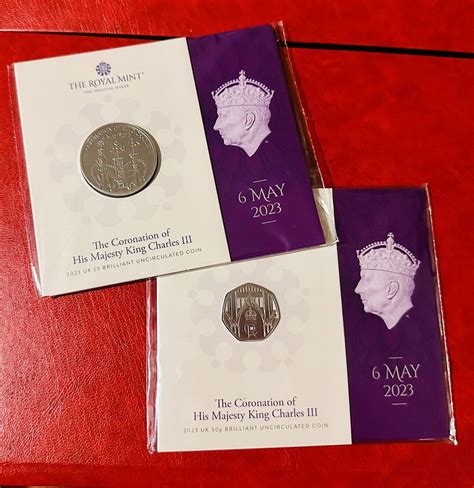 THE ROYAL MINT®
THE ORIGINAL MAKER
6 MAY
2023
The Coronation of
His Majesty King Charles III
2023 UK £5 BRILLIANT UNCIRCULATED COIN
6 MAY
2023
The Coronation of
His Majesty King Charles III
2023 UK 50p BRILLIANT UNCIRCULATED COIN